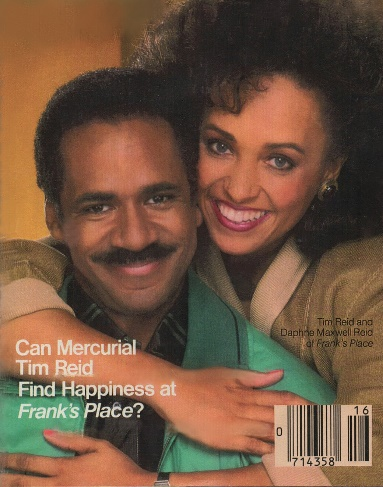 Tim Reid and
Daphne Maxwell Reid
of Frank's Place
Can Mercurial
Tim Reid
Find Happiness at
Frank's Place?
16
0
714358